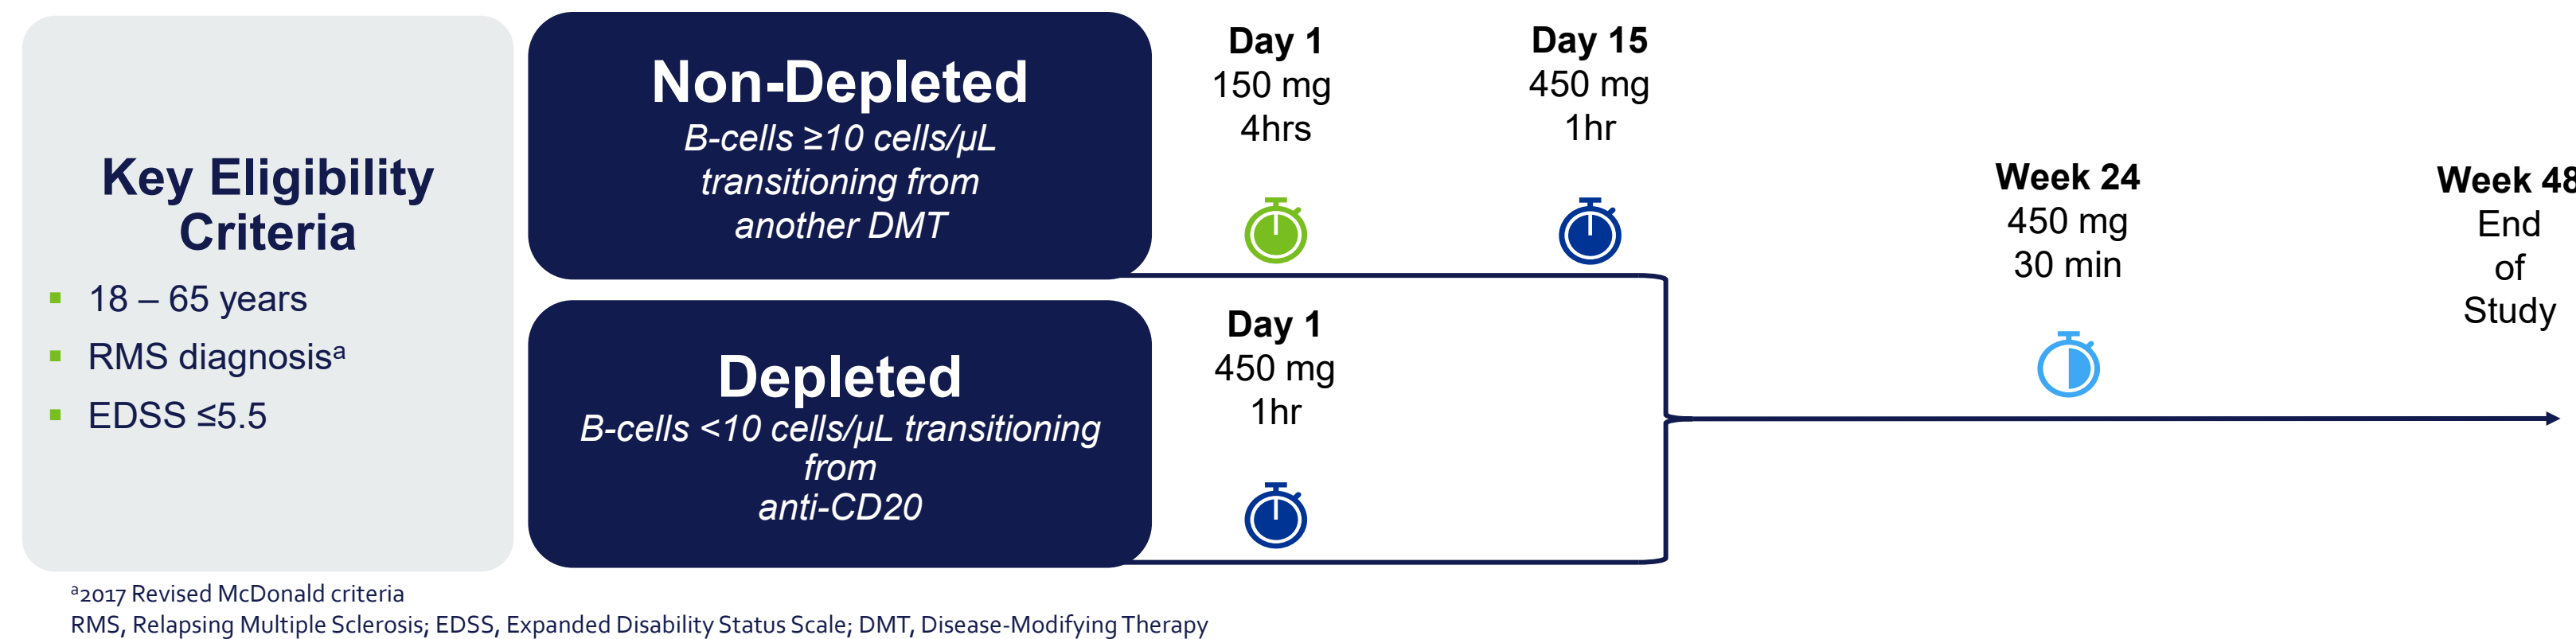 Key Eligibility
Criteria
▪ 18 – 65 years
▪ RMS diagnosisᵃ
▪ EDSS ≤5.5
Non-Depleted
B-cells ≥10 cells/µL
transitioning from
another DMT
Day 1
150 mg
4hrs
Day 15
450 mg
1hr
Depleted
B-cells <10 cells/µL transitioning
from
anti-CD20
Day 1
450 mg
1hr
Week 24
450 mg
30 min
Week 48
End
of
Study
ᵃ2017 Revised McDonald criteria
RMS, Relapsing Multiple Sclerosis; EDSS, Expanded Disability Status Scale; DMT, Disease-Modifying Therapy